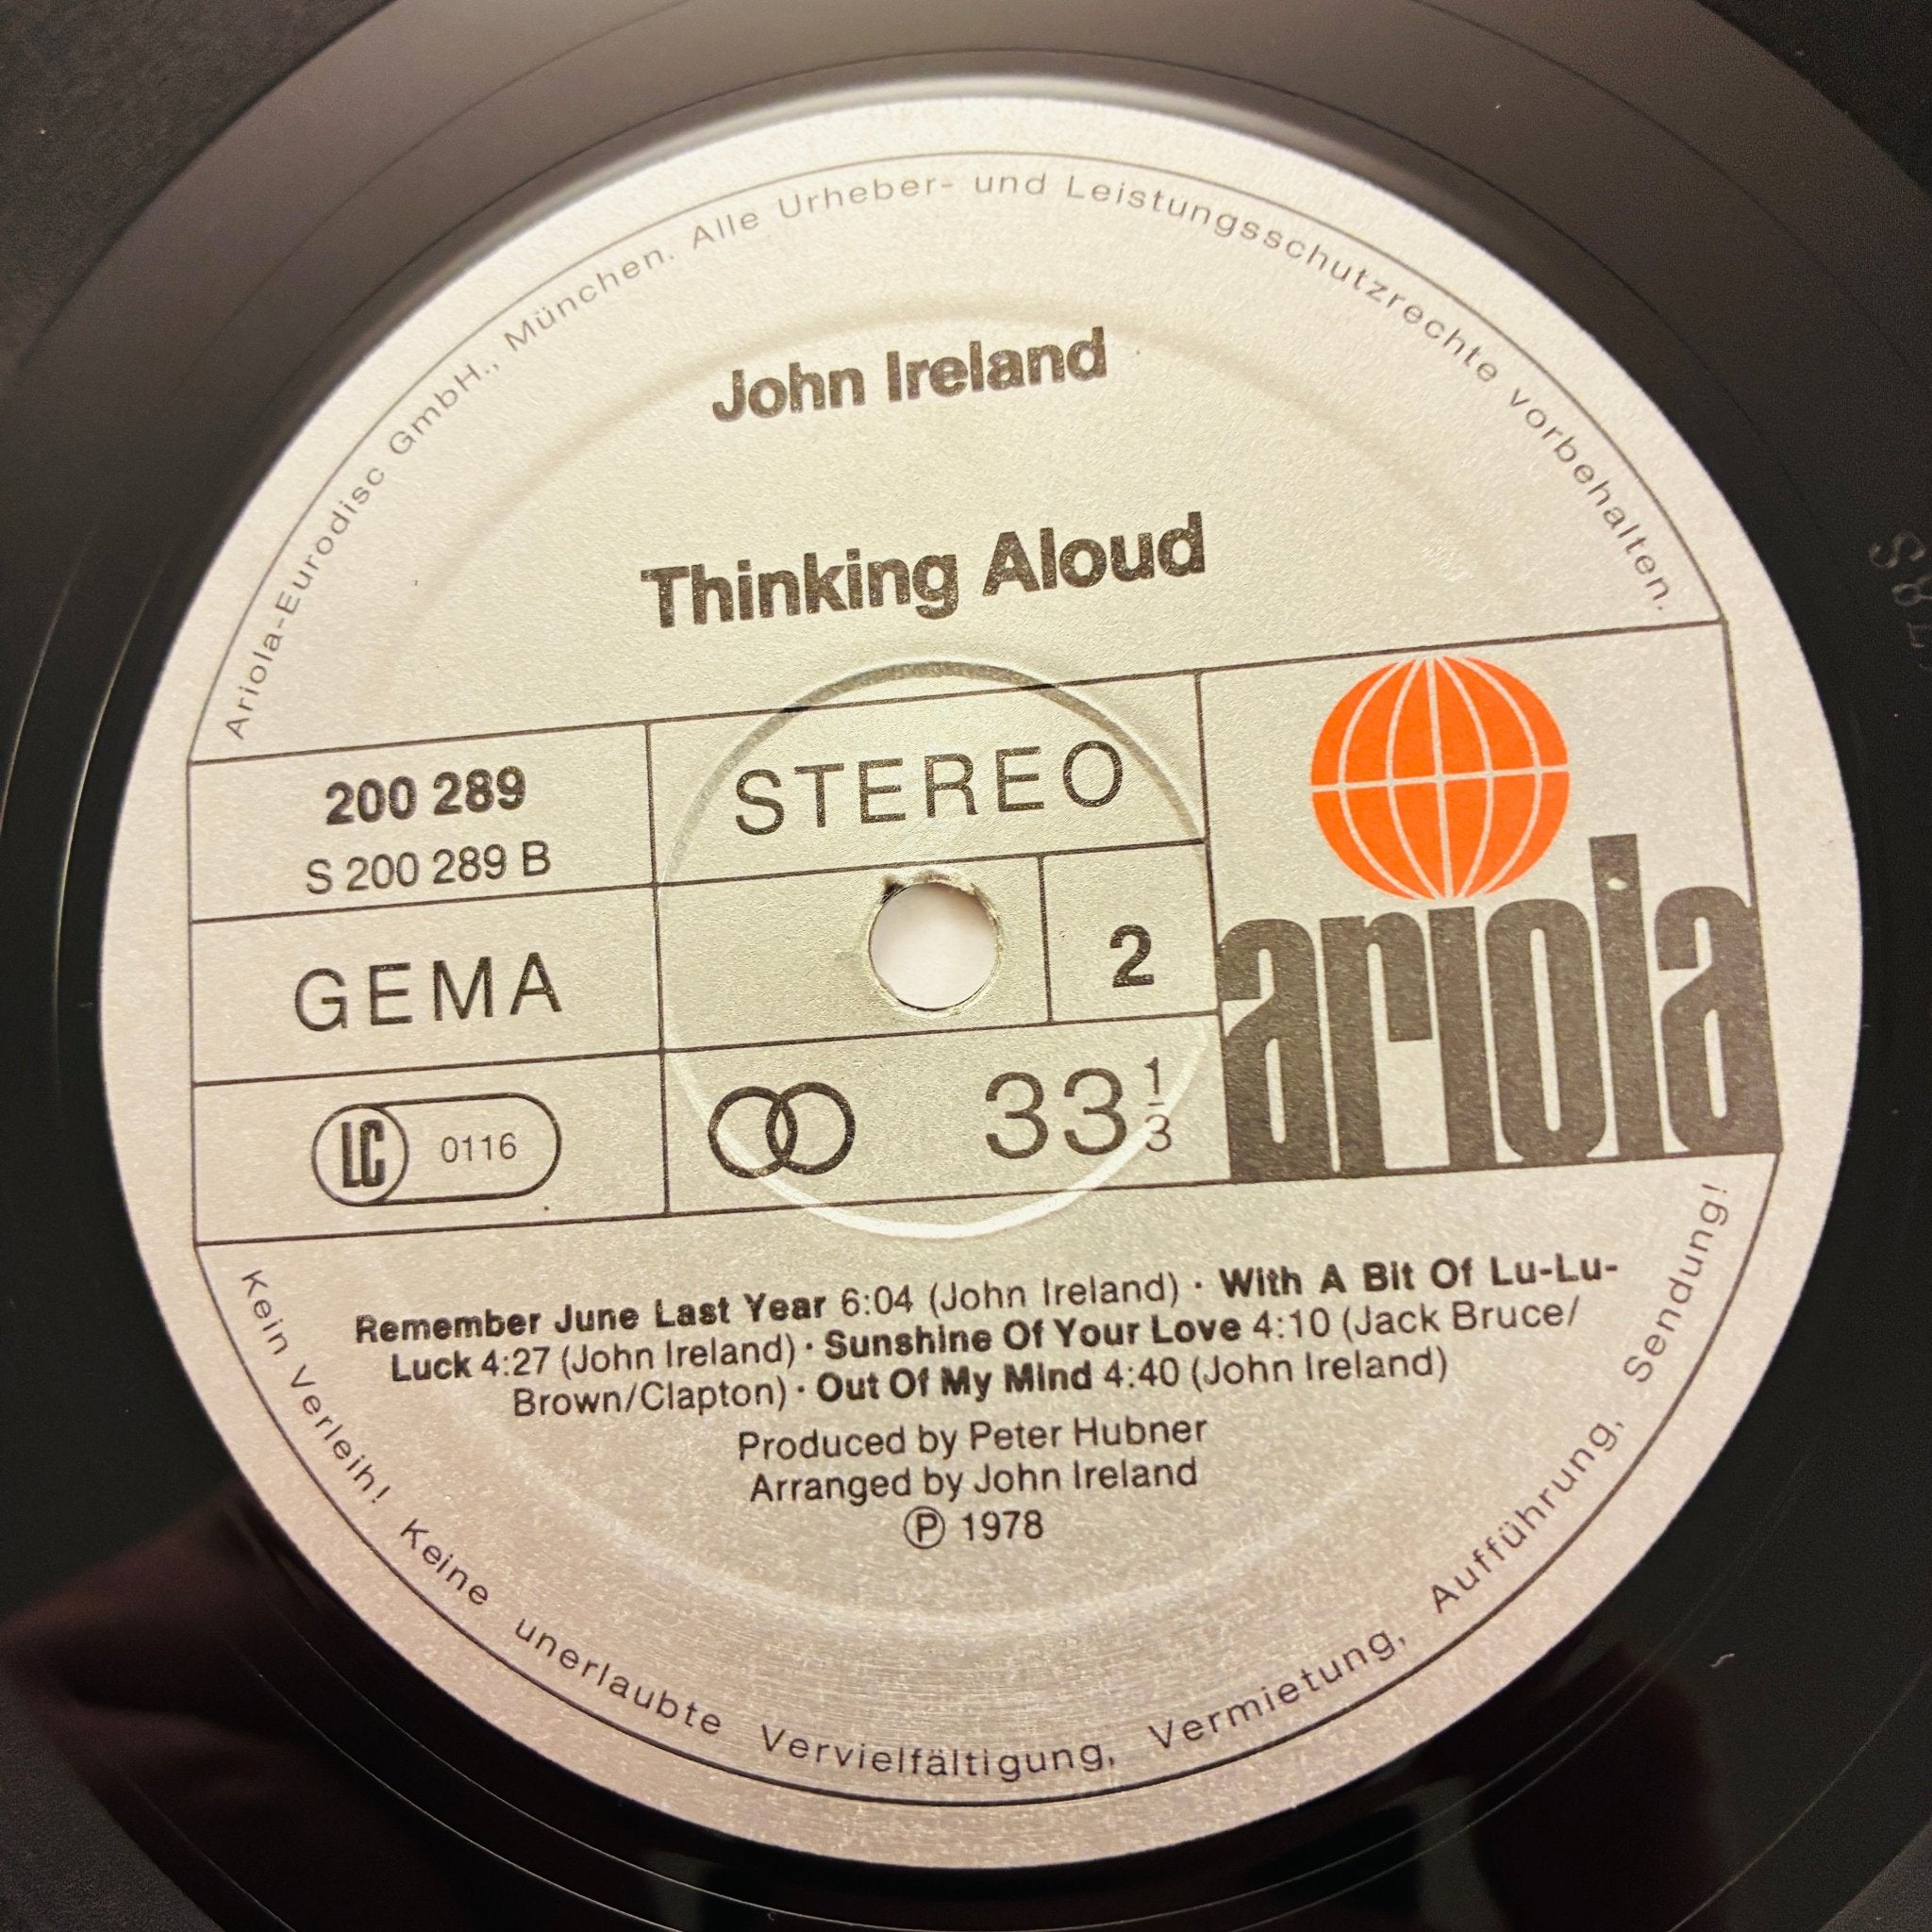 Ariola-Eurodisc GmbH., München. Alle Urheber- und Leistungsschutzrechte vorbehalten.
John Ireland
Thinking Aloud
200 289
S 200 289 B
STEREO
GEMA
2
LC 0116
33 1/3
ariola
Remember June Last Year 6:04 (John Ireland) · With A Bit Of Lu-Lu-
Luck 4:27 (John Ireland) · Sunshine Of Your Love 4:10 (Jack Bruce/
Brown/Clapton) · Out Of My Mind 4:40 (John Ireland)
Produced by Peter Hubner
Arranged by John Ireland
℗ 1978
Kein Verleih! Keine unerlaubte Vervielfältigung, Vermietung, Aufführung, Sendung!